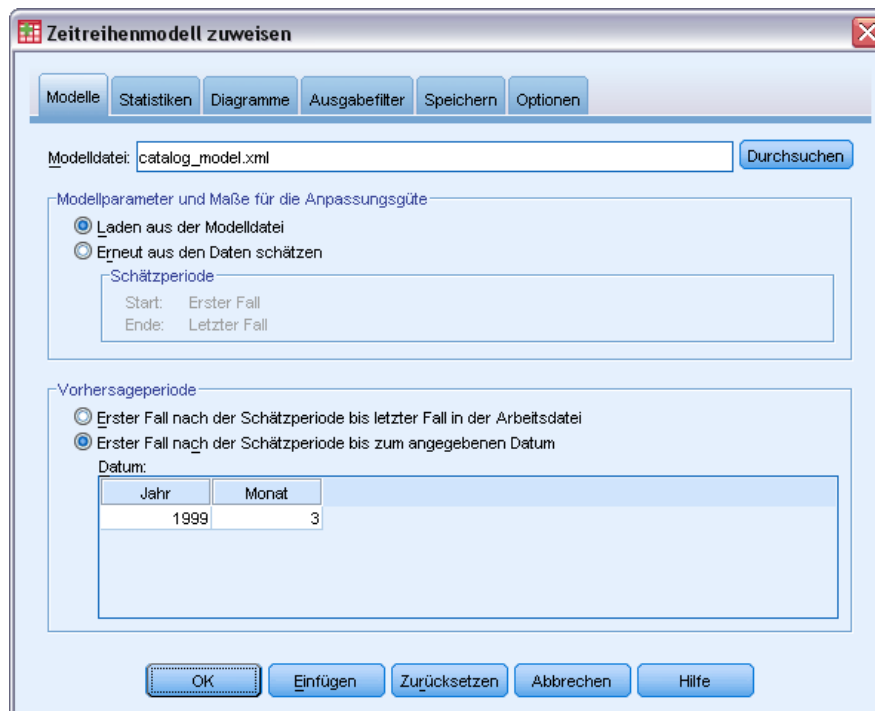 Zeitreihenmodell zuweisen
Modelle Statistiken Diagramme Ausgabefilter Speichern Optionen
Modelldatei: catalog_model.xml Durchsuchen
Modellparameter und Maße für die Anpassungsgüte
Laden aus der Modelldatei
Erneut aus den Daten schätzen
Schätzperiode
Start: Erster Fall
Ende: Letzter Fall
Vorhersageperiode
Erster Fall nach der Schätzperiode bis letzter Fall in der Arbeitsdatei
Erster Fall nach der Schätzperiode bis zum angegebenen Datum
Datum:
Jahr Monat
1999 3
OK Einfügen Zurücksetzen Abbrechen Hilfe